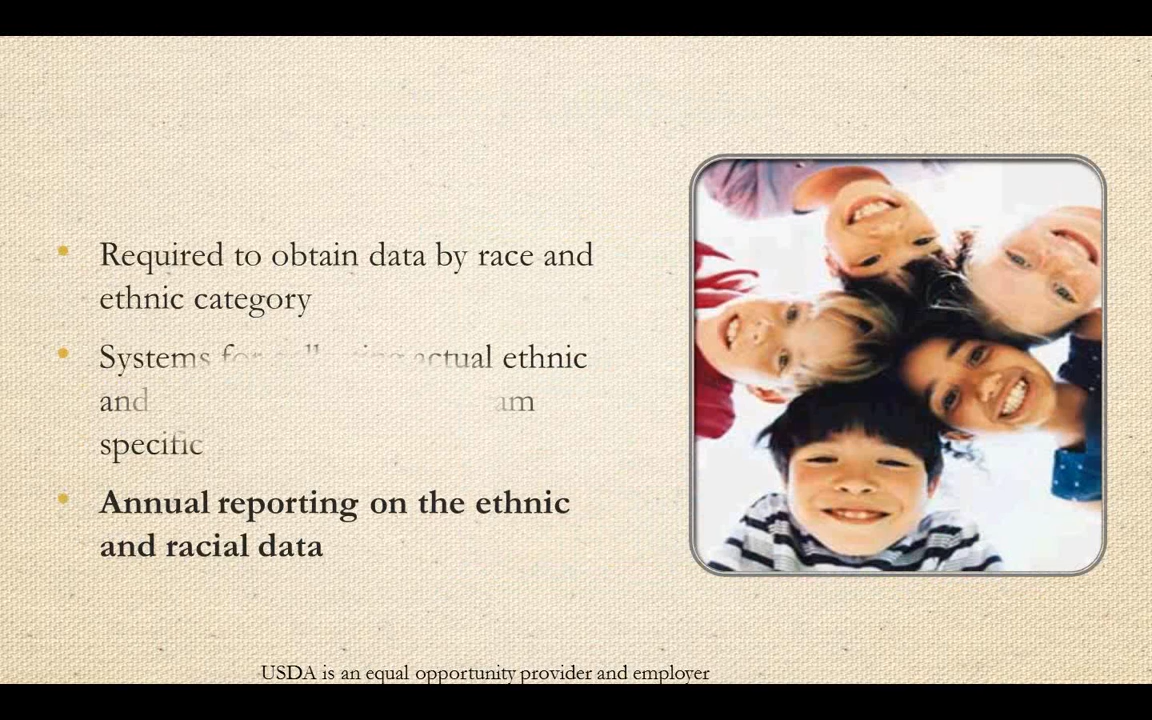 Required to obtain data by race and
ethnic category
Systems for collecting actual ethnic
and am
specific
Annual reporting on the ethnic
and racial data
USDA is an equal opportunity provider and employer